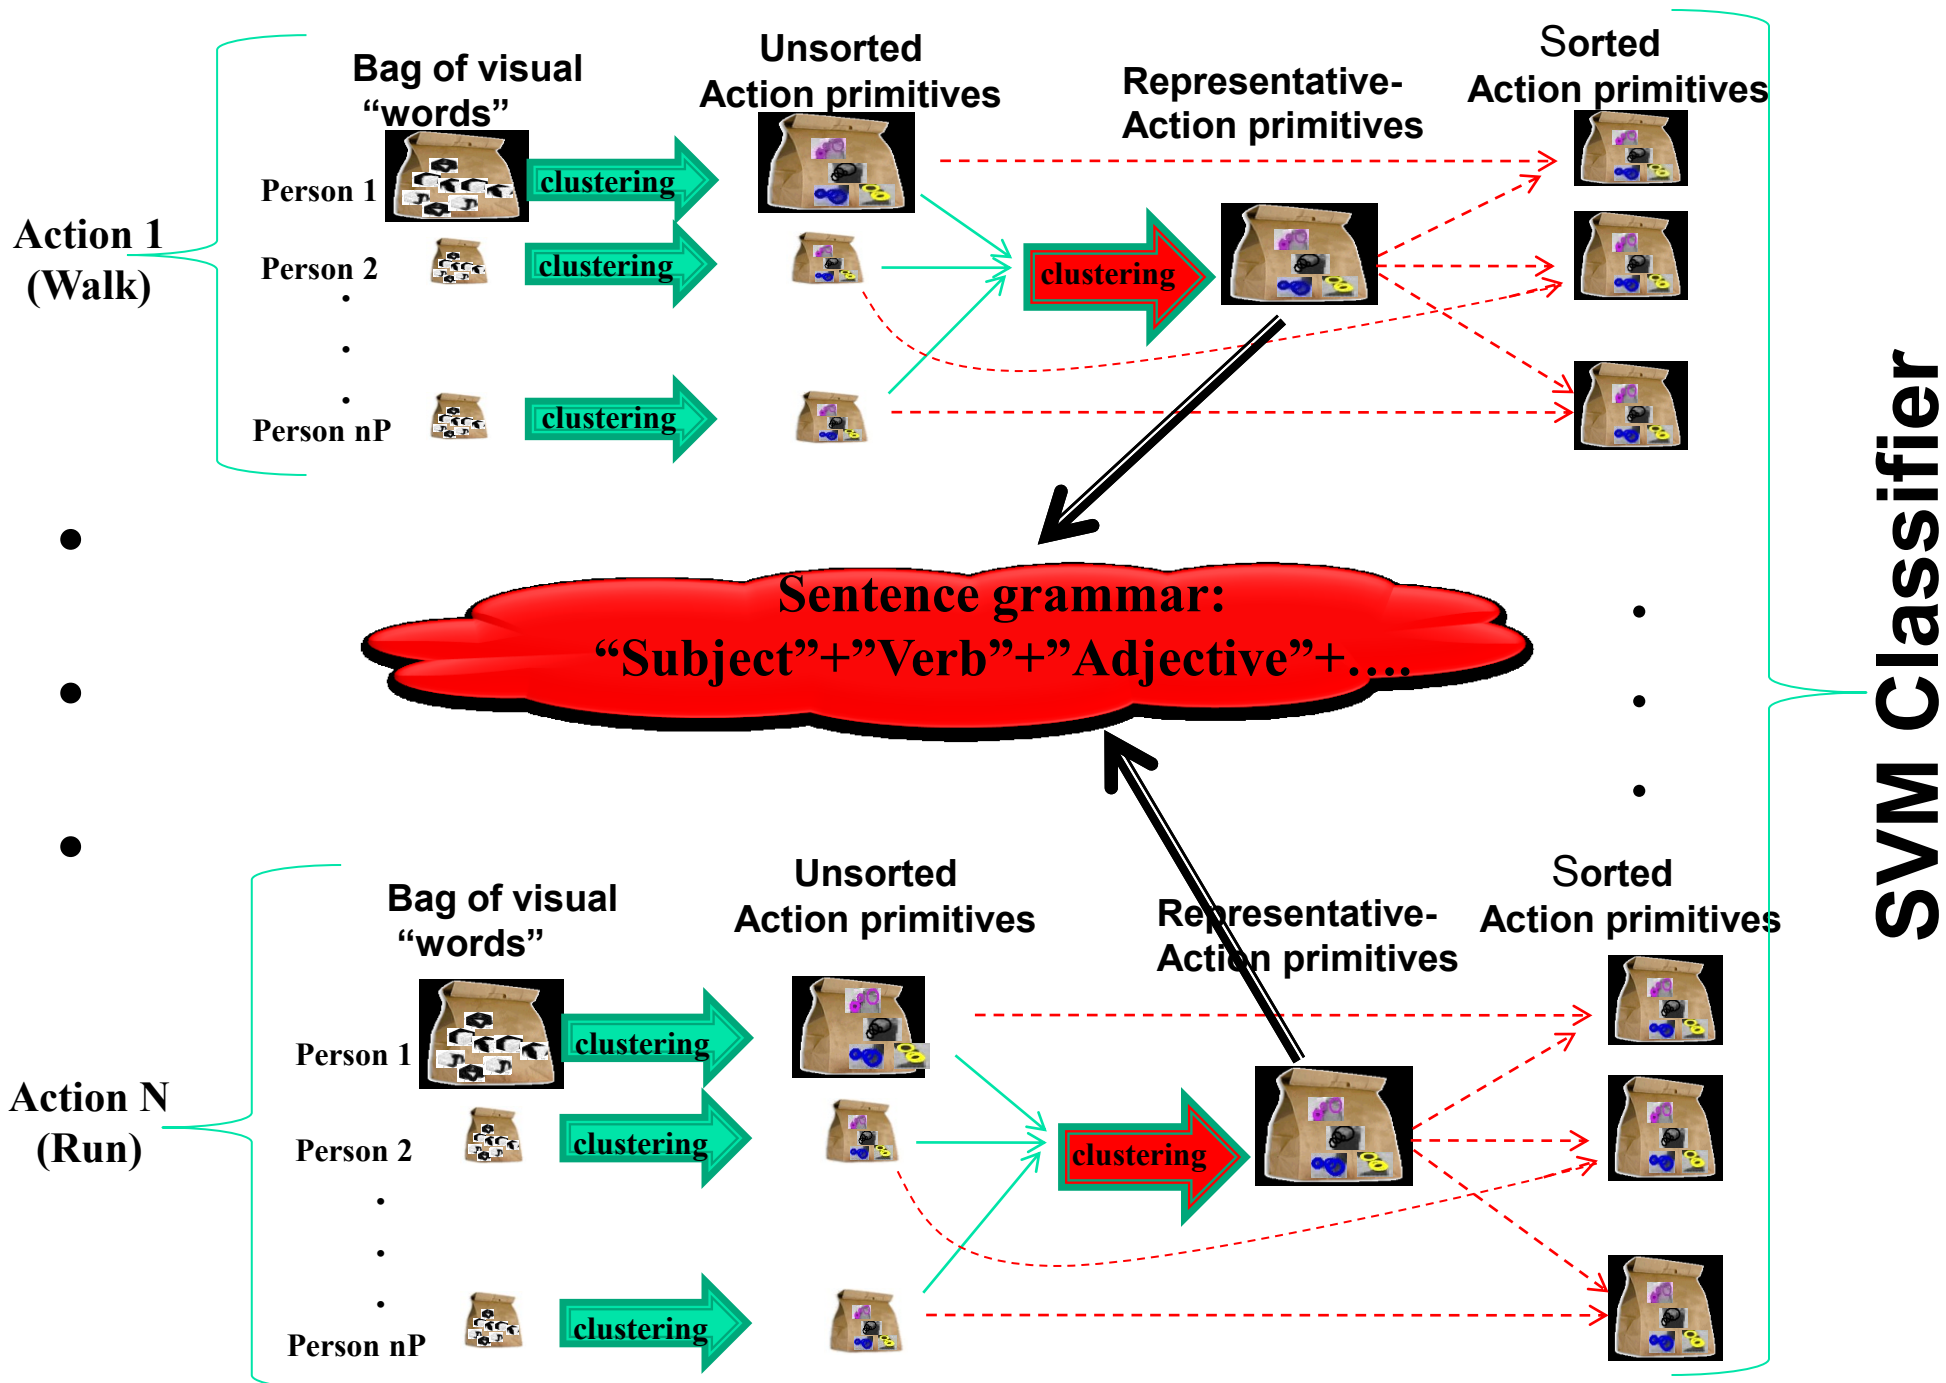 Bag of visual
“words”
Unsorted
Action primitives
Representative-
Action primitives
Sorted
Action primitives
Action 1
(Walk)
Person 1
clustering
Person 2
clustering
clustering
.
.
.
Person nP
clustering
Sentence grammar:
“Subject”+”Verb”+”Adjective”+….
SVM Classifier
Bag of visual
“words”
Unsorted
Action primitives
Representative-
Action primitives
Sorted
Action primitives
Action N
(Run)
Person 1
clustering
Person 2
clustering
clustering
.
.
.
Person nP
clustering